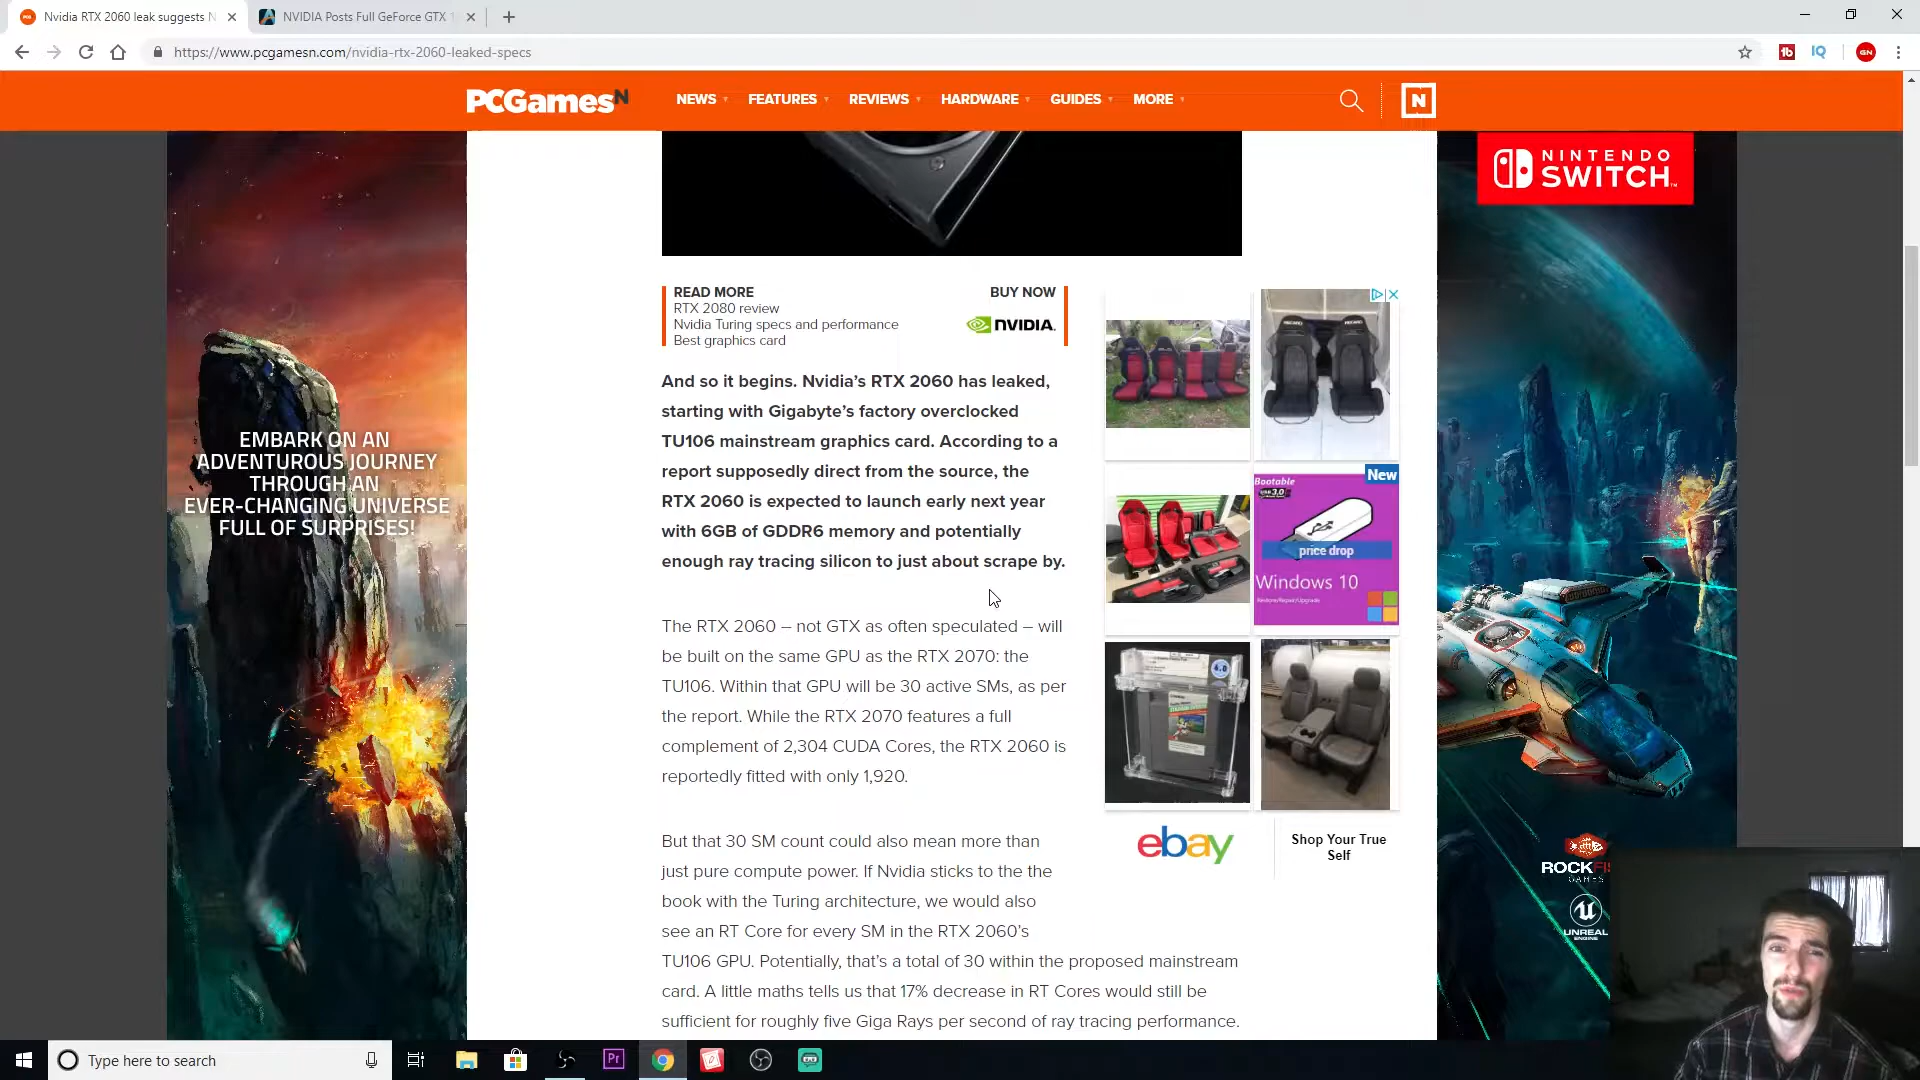 Nvidia RTX 2060 leak suggests N
NVIDIA Posts Full GeForce GTX 1
https://www.pcgamesn.com/nvidia-rtx-2060-leaked-specs
PCGamesN
NEWS
FEATURES
REVIEWS
HARDWARE
GUIDES
MORE
N
NINTENDO
SWITCH
READ MORE
RTX 2080 review
Nvidia Turing specs and performance
Best graphics card
BUY NOW
NVIDIA.
And so it begins. Nvidia's RTX 2060 has leaked,
starting with Gigabyte's factory overclocked
TU106 mainstream graphics card. According to a
report supposedly direct from the source, the
RTX 2060 is expected to launch early next year
with 6GB of GDDR6 memory and potentially
enough ray tracing silicon to just about scrape by.
The RTX 2060 – not GTX as often speculated – will
be built on the same GPU as the RTX 2070: the
TU106. Within that GPU will be 30 active SMs, as per
the report. While the RTX 2070 features a full
complement of 2,304 CUDA Cores, the RTX 2060 is
reportedly fitted with only 1,920.
But that 30 SM count could also mean more than
just pure compute power. If Nvidia sticks to the the
book with the Turing architecture, we would also
see an RT Core for every SM in the RTX 2060's
TU106 GPU. Potentially, that's a total of 30 within the proposed mainstream
card. A little maths tells us that 17% decrease in RT Cores would still be
sufficient for roughly five Giga Rays per second of ray tracing performance.
EMBARK ON AN
ADVENTUROUS JOURNEY
THROUGH AN
EVER-CHANGING UNIVERSE
FULL OF SURPRISES!
RECARO
RECARO
New
Bootable
USB 3.0
price drop
Windows 10
ebay
Shop Your True
Self
ROCKFI
GAMES
UNREAL
ENGINE
Type here to search
Pr